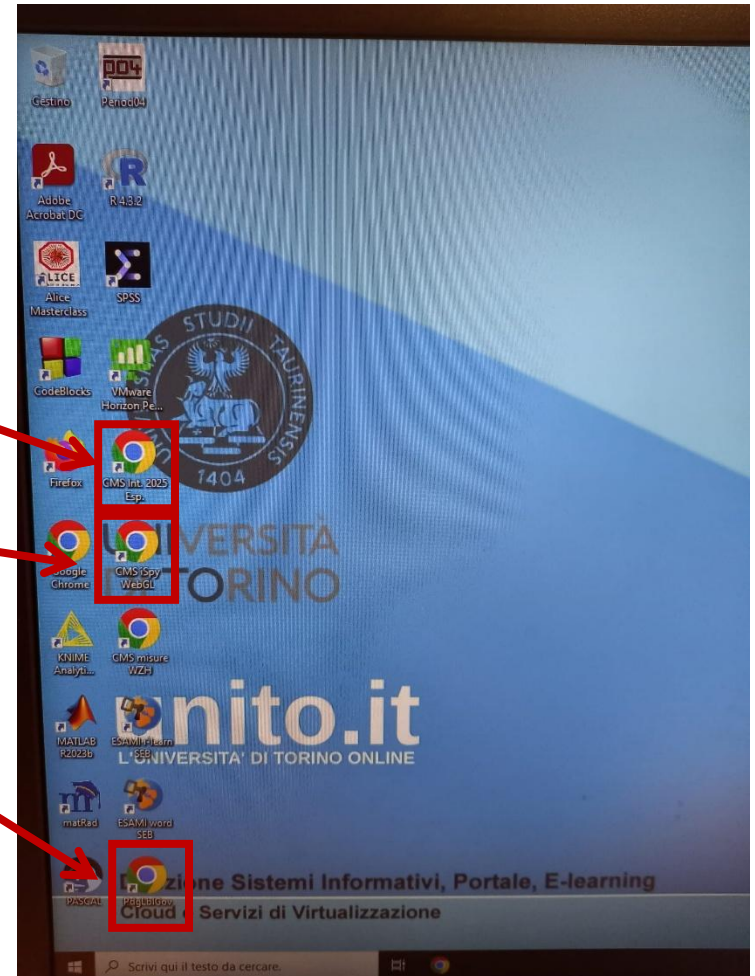 PO4
Cestino
Period04
Adobe
Acrobat DC
R 4.3.2
ALICE
Alice
Masterclass
SPSS
CodeBlocks
VMware
Horizon Pe...
Firefox
CMS Int. 2025
Esp.
Google
Chrome
CMS iSpy
WebGL
KNIME
Analyti...
CMS misure
WZH
MATLAB
R2023b
ESAMI
SEB
matRad
ESAMI word
SEB
PASCAL
STUDII
TAURINENSIS
1404
UNIVERSITÀ
DI TORINO
unito.it
L'UNIVERSITA' DI TORINO ONLINE
Direzione Sistemi Informativi, Portale, E-learning
Cloud e Servizi di Virtualizzazione
Scrivi qui il testo da cercare.